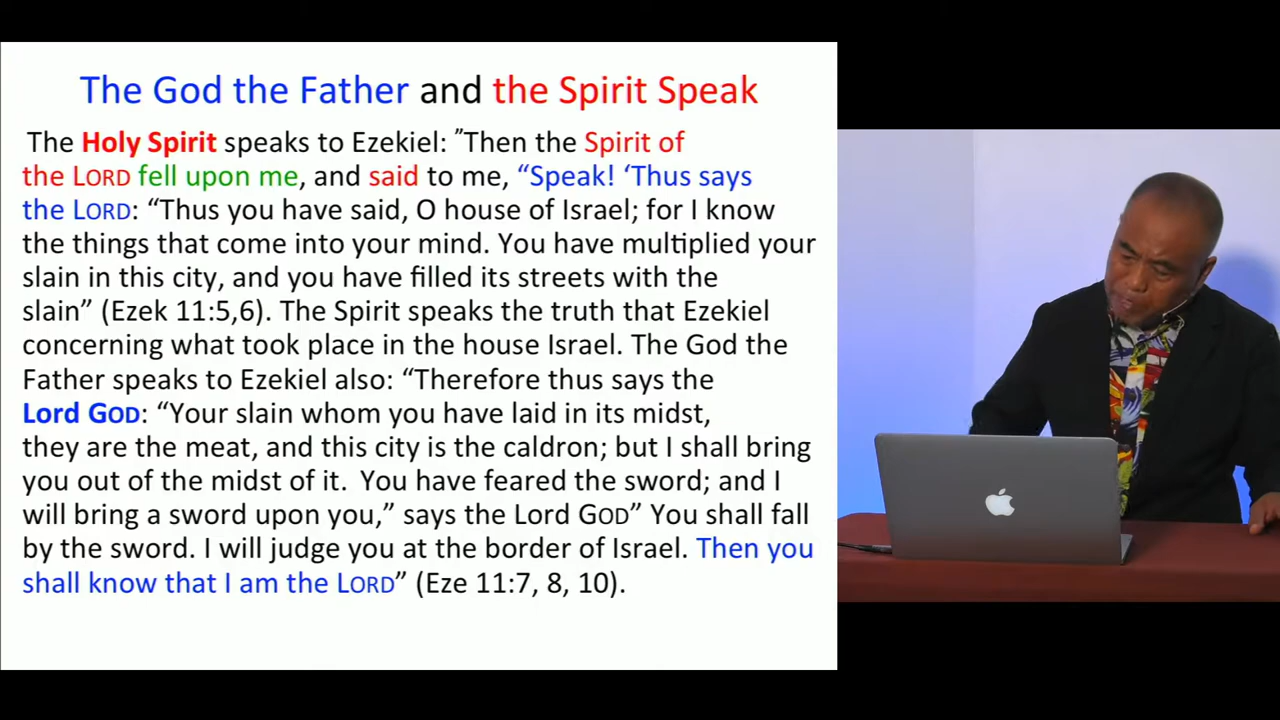 The God the Father and the Spirit Speak
The Holy Spirit speaks to Ezekiel: "Then the Spirit of
the LORD fell upon me, and said to me, “Speak! ‘Thus says
the LORD: “Thus you have said, O house of Israel; for I know
the things that come into your mind. You have multiplied your
slain in this city, and you have filled its streets with the
slain” (Ezek 11:5,6). The Spirit speaks the truth that Ezekiel
concerning what took place in the house Israel. The God the
Father speaks to Ezekiel also: “Therefore thus says the
Lord GOD: “Your slain whom you have laid in its midst,
they are the meat, and this city is the caldron; but I shall bring
you out of the midst of it. You have feared the sword; and I
will bring a sword upon you,” says the Lord GOD” You shall fall
by the sword. I will judge you at the border of Israel. Then you
shall know that I am the LORD” (Eze 11:7, 8, 10).